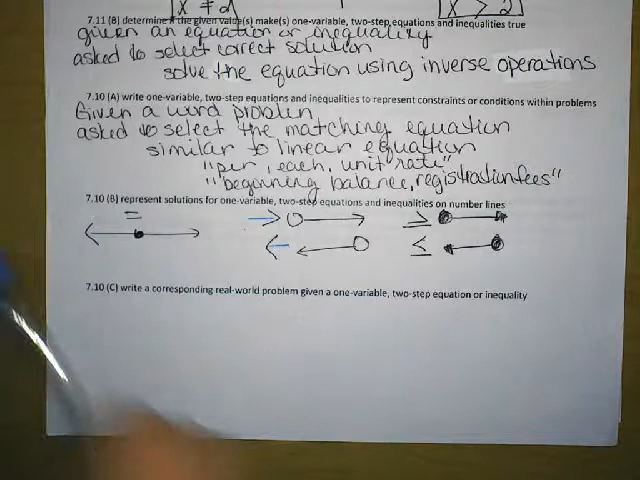 x ≠ 2
x > 2
7.11 (B) determine if the given value(s) make(s) one-variable, two-step equations and inequalities true
given an equation or inequality
asked to select correct solution
solve the equation using inverse operations
7.10 (A) write one-variable, two-step equations and inequalities to represent constraints or conditions within problems
Given a word problem
asked to select the matching equation
similar to linear equation
"per, each, unit rate"
"beginning balance, registration fees"
7.10 (B) represent solutions for one-variable, two-step equations and inequalities on number lines
= > ≥
< ≤
7.10 (C) write a corresponding real-world problem given a one-variable, two-step equation or inequality